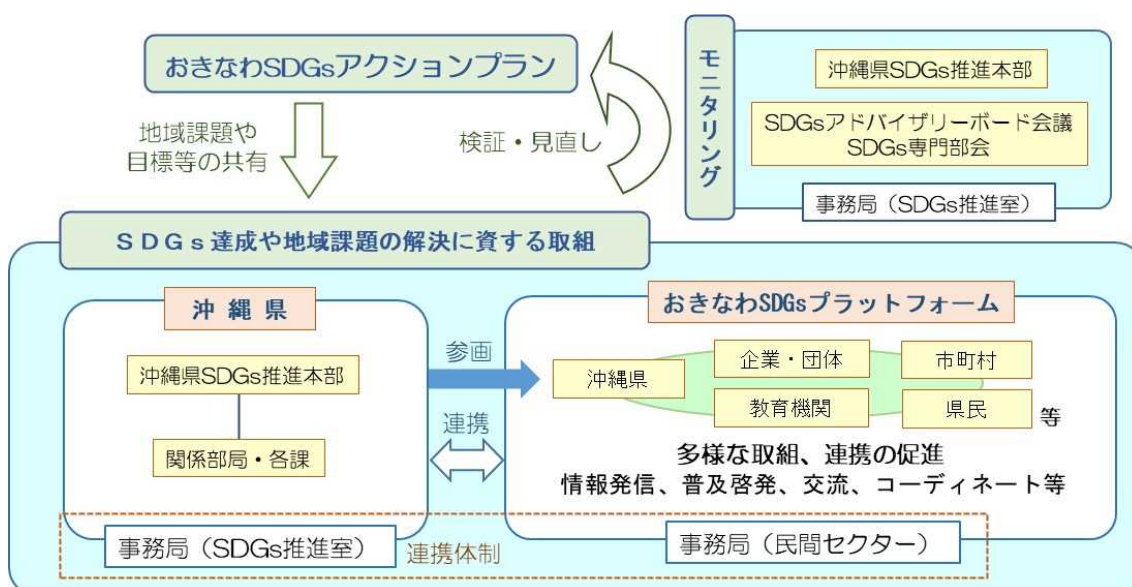 おきなわSDGsアクションプラン
地域課題や
目標等の共有
検証・見直し
モニタリング
沖縄県SDGs推進本部
SDGsアドバイザリーボード会議
SDGs専門部会
事務局（SDGs推進室）
ＳＤＧｓ達成や地域課題の解決に資する取組
沖縄県
沖縄県SDGs推進本部
関係部局・各課
事務局（SDGs推進室）
参画
連携
連携体制
おきなわSDGsプラットフォーム
沖縄県
企業・団体
市町村
教育機関
県民
等
多様な取組、連携の促進
情報発信、普及啓発、交流、コーディネート等
事務局（民間セクター）